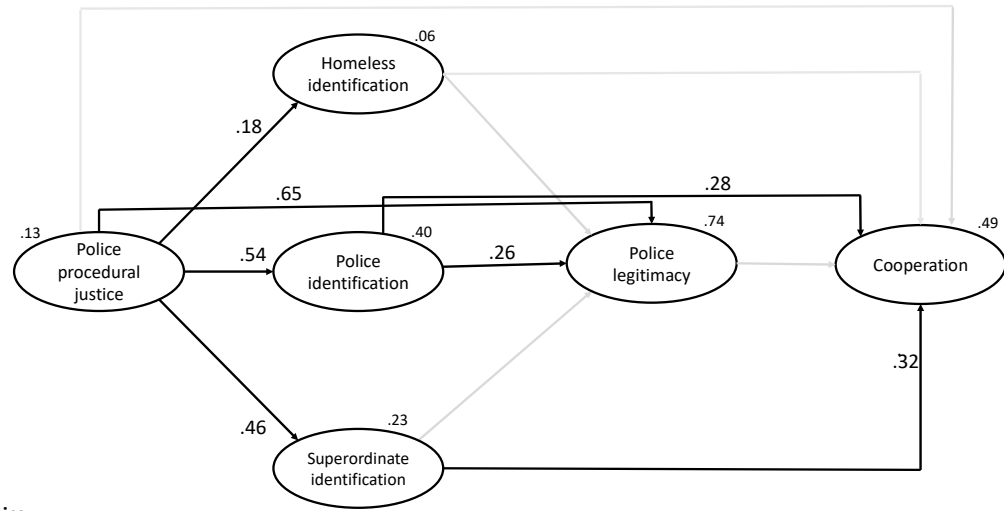 .06
Homeless
identification
.18
.65
.28
.13
Police
procedural
justice
.54
.40
Police
identification
.26
.74
Police
legitimacy
.49
Cooperation
.32
.46
.23
Superordinate
identification